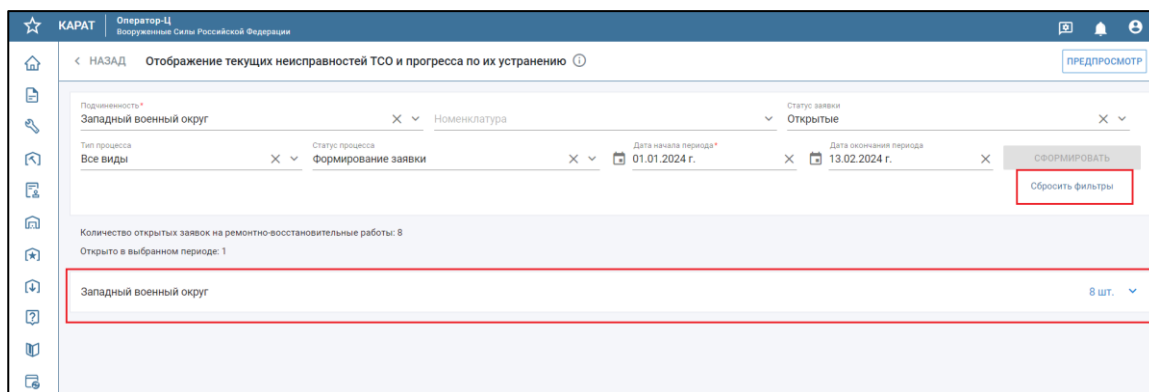 КАРАТ
Оператор-Ц
Вооруженные Силы Российской Федерации
НАЗАД Отображение текущих неисправностей ТСО и прогресса по их устранению
ПРЕДПРОСМОТР
Подчиненность*
Западный военный округ
Номенклатура
Статус заявки
Открытые
Тип процесса
Все виды
Статус процесса
Формирование заявки
Дата начала периода*
01.01.2024 г.
Дата окончания периода
13.02.2024 г.
СФОРМИРОВАТЬ
Сбросить фильтры
Количество открытых заявок на ремонтно-восстановительные работы: 8
Открыто в выбранном периоде: 1
Западный военный округ 8 шт.